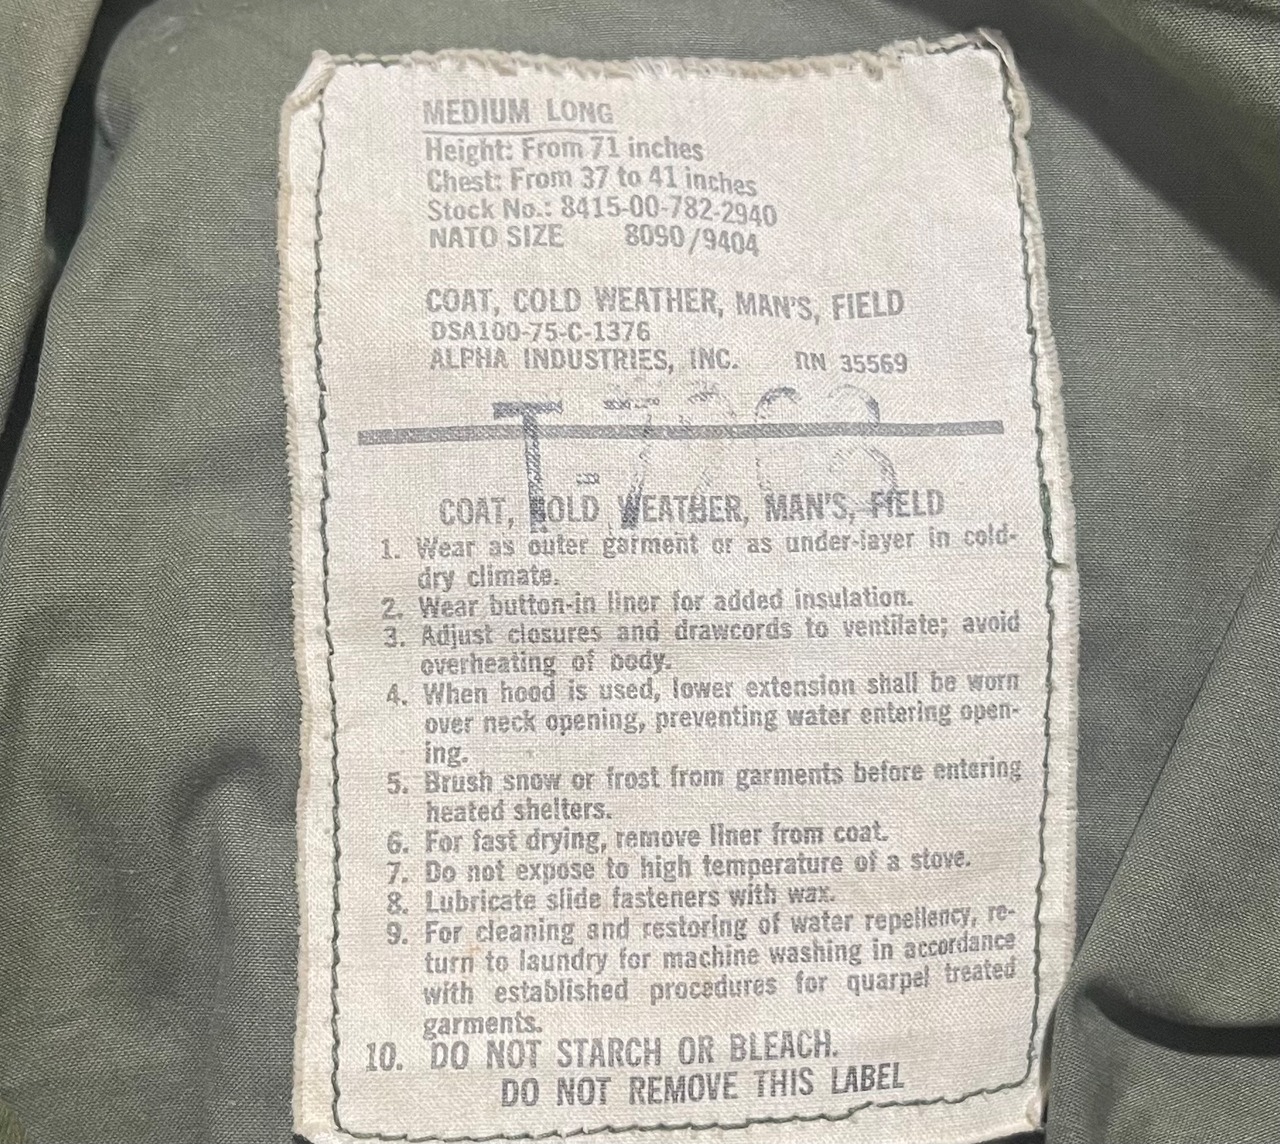 MEDIUM LONG
Height: From 71 inches
Chest: From 37 to 41 inches
Stock No.: 8415-00-782-2940
NATO SIZE 8090/9404
COAT, COLD WEATHER, MAN'S, FIELD
DSA100-75-C-1376
ALPHA INDUSTRIES, INC. RN 35569
COAT, COLD WEATHER, MAN'S, FIELD
1. Wear as outer garment or as under-layer in cold-
dry climate.
2. Wear button-in liner for added insulation.
3. Adjust closures and drawcords to ventilate; avoid
overheating of body.
4. When hood is used, lower extension shall be worn
over neck opening, preventing water entering open-
ing.
5. Brush snow or frost from garments before entering
heated shelters.
6. For fast drying, remove liner from coat.
7. Do not expose to high temperature of a stove.
8. Lubricate slide fasteners with wax.
9. For cleaning and restoring of water repellency, re-
turn to laundry for machine washing in accordance
with established procedures for quarpel treated
garments.
10. DO NOT STARCH OR BLEACH.
DO NOT REMOVE THIS LABEL